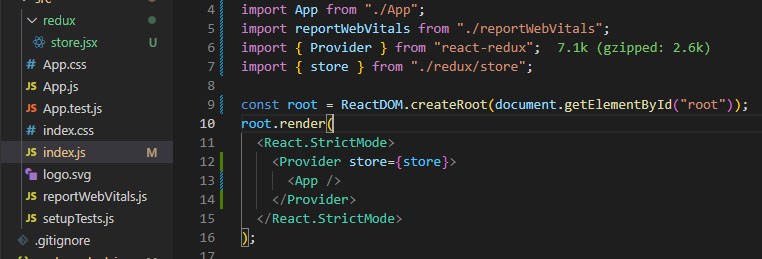 src
redux
store.jsx U
App.css
App.js
App.test.js
index.css
index.js M
logo.svg
reportWebVitals.js
setupTests.js
.gitignore
4 import App from "./App";
5 import reportWebVitals from "./reportWebVitals";
6 import { Provider } from "react-redux"; 7.1k (gzipped: 2.6k)
7 import { store } from "./redux/store";
8
9 const root = ReactDOM.createRoot(document.getElementById("root"));
10 root.render(
11 <React.StrictMode>
12 <Provider store={store}>
13 <App />
14 </Provider>
15 </React.StrictMode>
16 );